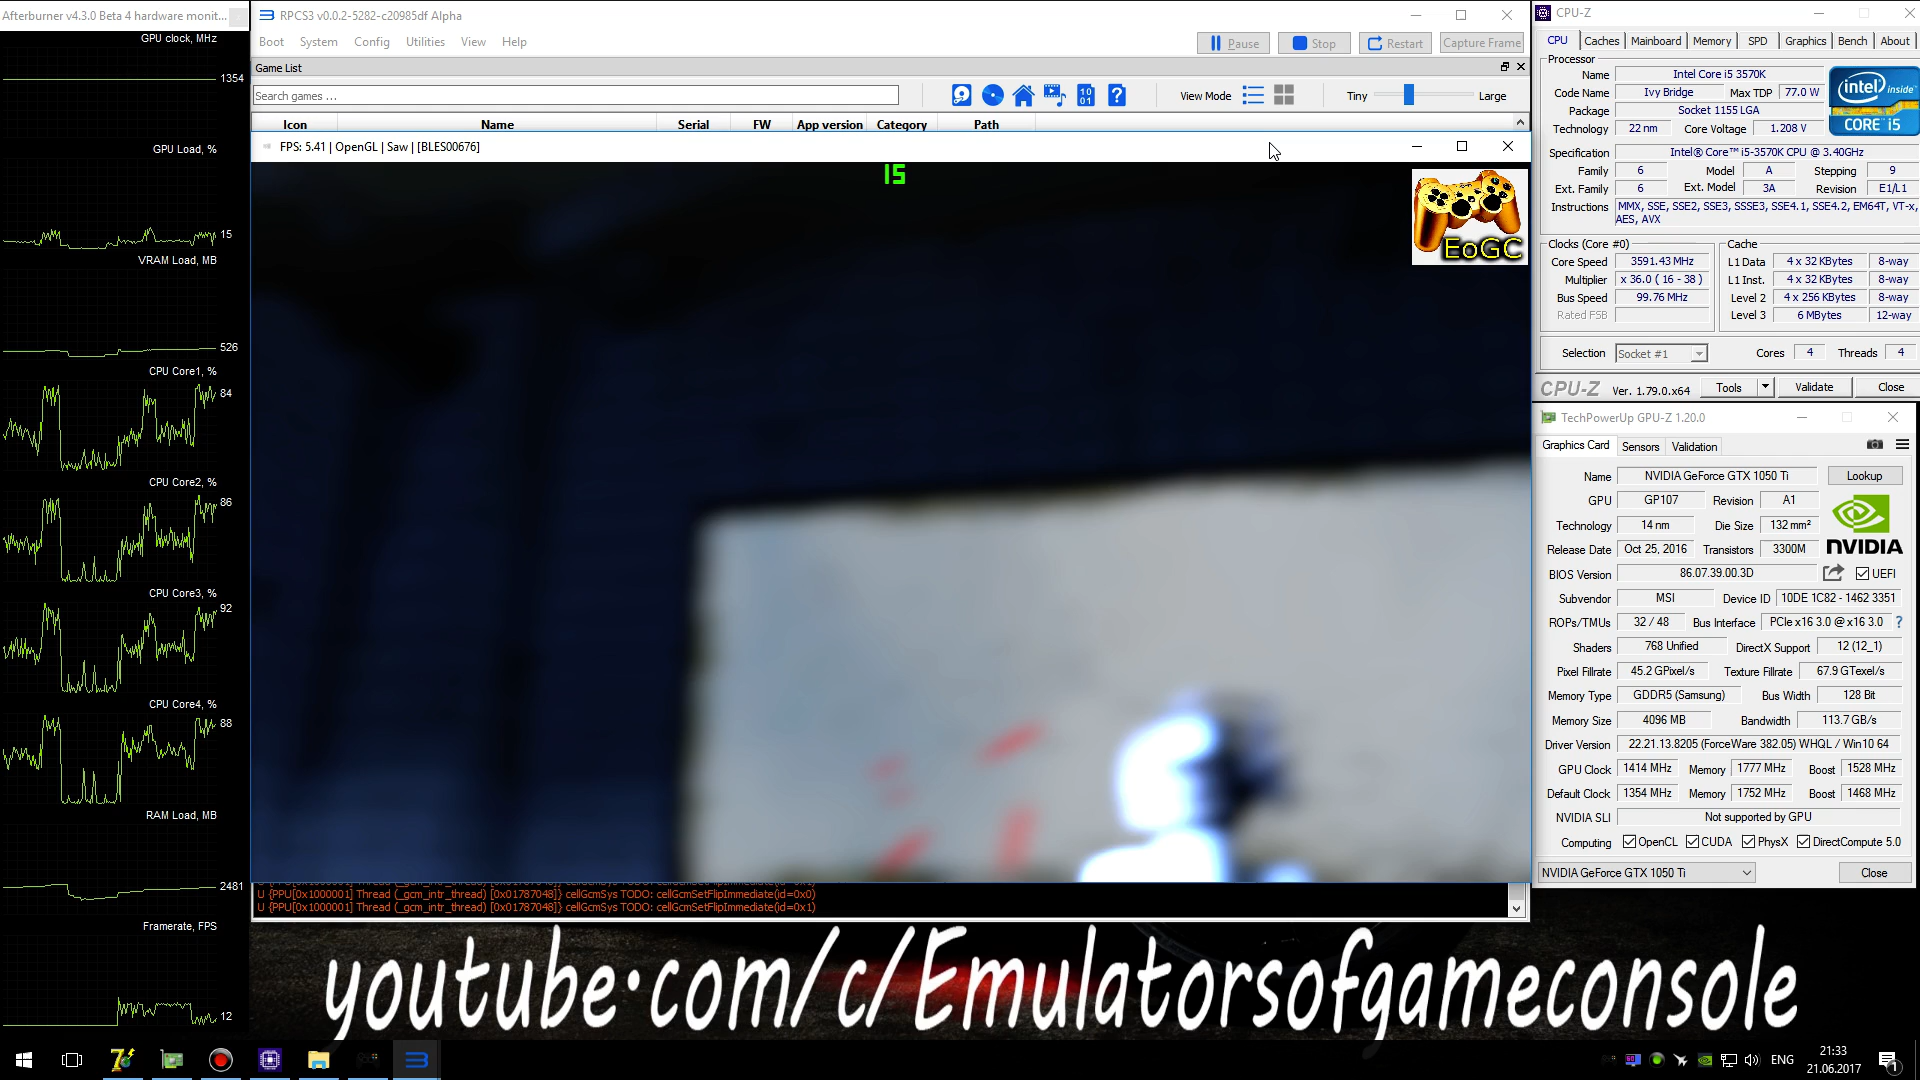 Afterburner v4.3.0 Beta 4 hardware monit...
GPU clock, MHz
1354
GPU Load, %
15
VRAM Load, MB
526
CPU Core1, %
84
CPU Core2, %
86
CPU Core3, %
92
CPU Core4, %
88
RAM Load, MB
2481
Framerate, FPS
12
RPCS3 v0.0.2-5282-c20985df Alpha
Boot System Config Utilities View Help
Pause Stop Restart Capture Frame
Game List
Search games ...
View Mode Tiny Large
Icon Name Serial FW App version Category Path
FPS: 5.41 | OpenGL | Saw | [BLES00676]
15
EoGC
U {PPU[0x1000001] Thread (_gcm_intr_thread) [0x01787048]} cellGcmSys TODO: cellGcmSetFlipImmediate(id=0x1)
U {PPU[0x1000001] Thread (_gcm_intr_thread) [0x01787048]} cellGcmSys TODO: cellGcmSetFlipImmediate(id=0x0)
U {PPU[0x1000001] Thread (_gcm_intr_thread) [0x01787048]} cellGcmSys TODO: cellGcmSetFlipImmediate(id=0x1)
youtube.com/c/Emulatorsofgameconsole
CPU-Z
CPU Caches Mainboard Memory SPD Graphics Bench About
Processor
Name Intel Core i5 3570K
Code Name Ivy Bridge Max TDP 77.0 W
Package Socket 1155 LGA
Technology 22 nm Core Voltage 1.208 V
intel inside
CORE i5
Specification Intel® Core™ i5-3570K CPU @ 3.40GHz
Family 6 Model A Stepping 9
Ext. Family 6 Ext. Model 3A Revision E1/L1
Instructions MMX, SSE, SSE2, SSE3, SSSE3, SSE4.1, SSE4.2, EM64T, VT-x,
AES, AVX
Clocks (Core #0)
Core Speed 3591.43 MHz
Multiplier x 36.0 ( 16 - 38 )
Bus Speed 99.76 MHz
Rated FSB
Cache
L1 Data 4 x 32 KBytes 8-way
L1 Inst. 4 x 32 KBytes 8-way
Level 2 4 x 256 KBytes 8-way
Level 3 6 MBytes 12-way
Selection Socket #1 Cores 4 Threads 4
CPU-Z Ver. 1.79.0.x64 Tools Validate Close
TechPowerUp GPU-Z 1.20.0
Graphics Card Sensors Validation
Name NVIDIA GeForce GTX 1050 Ti Lookup
GPU GP107 Revision A1
Technology 14 nm Die Size 132 mm²
Release Date Oct 25, 2016 Transistors 3300M
NVIDIA
BIOS Version 86.07.39.00.3D UEFI
Subvendor MSI Device ID 10DE 1C82 - 1462 3351
ROPs/TMUs 32 / 48 Bus Interface PCIe x16 3.0 @ x16 3.0 ?
Shaders 768 Unified DirectX Support 12 (12_1)
Pixel Fillrate 45.2 GPixel/s Texture Fillrate 67.9 GTexel/s
Memory Type GDDR5 (Samsung) Bus Width 128 Bit
Memory Size 4096 MB Bandwidth 113.7 GB/s
Driver Version 22.21.13.8205 (ForceWare 382.05) WHQL / Win10 64
GPU Clock 1414 MHz Memory 1777 MHz Boost 1528 MHz
Default Clock 1354 MHz Memory 1752 MHz Boost 1468 MHz
NVIDIA SLI Not supported by GPU
Computing OpenCL CUDA PhysX DirectCompute 5.0
NVIDIA GeForce GTX 1050 Ti Close
ENG
21:33
21.06.2017
1